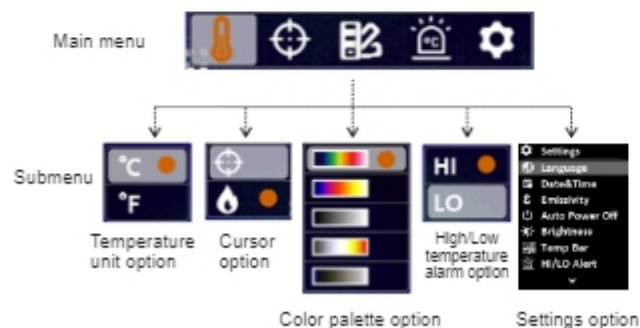 Main menu
°C
Submenu
°C
°F
HI
LO
Settings
Language
Date&Time
Emissivity
Auto Power Off
Brightness
Temp Bar
HI/LO Alert
Temperature
unit option
Cursor
option
High/Low
temperature
alarm option
Color palette option
Settings option